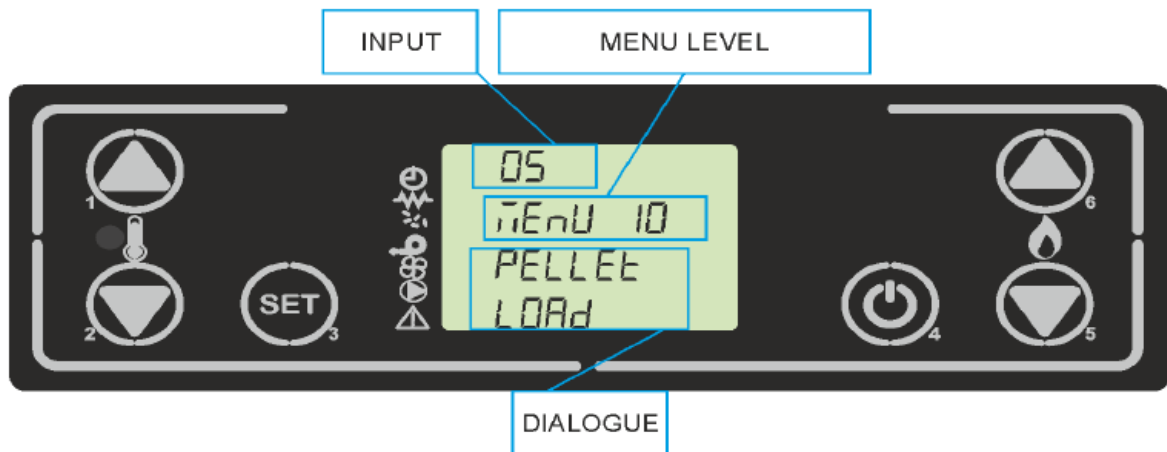 INPUT
MENU LEVEL
05
MEnU 10
PELLEt
LOAd
1
2
SET
3
4
5
6
DIALOGUE